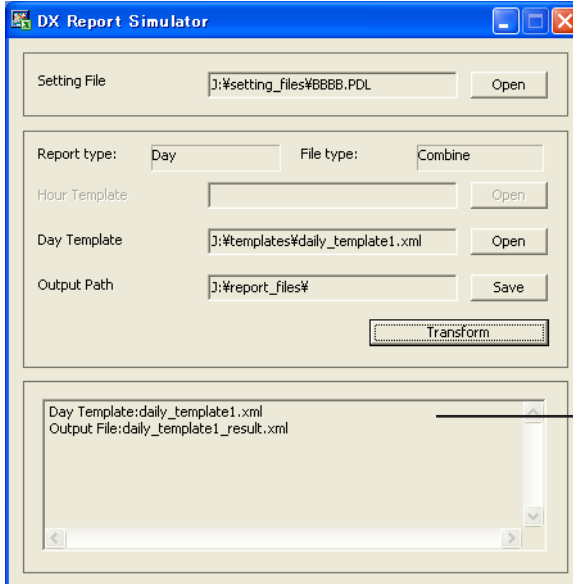 DX Report Simulator
Setting File J:¥setting_files¥BBBB.PDL Open
Report type: Day File type: Combine
Hour Template Open
Day Template J:¥templates¥daily_template1.xml Open
Output Path J:¥report_files¥ Save
Transform
Day Template:daily_template1.xml
Output File:daily_template1_result.xml